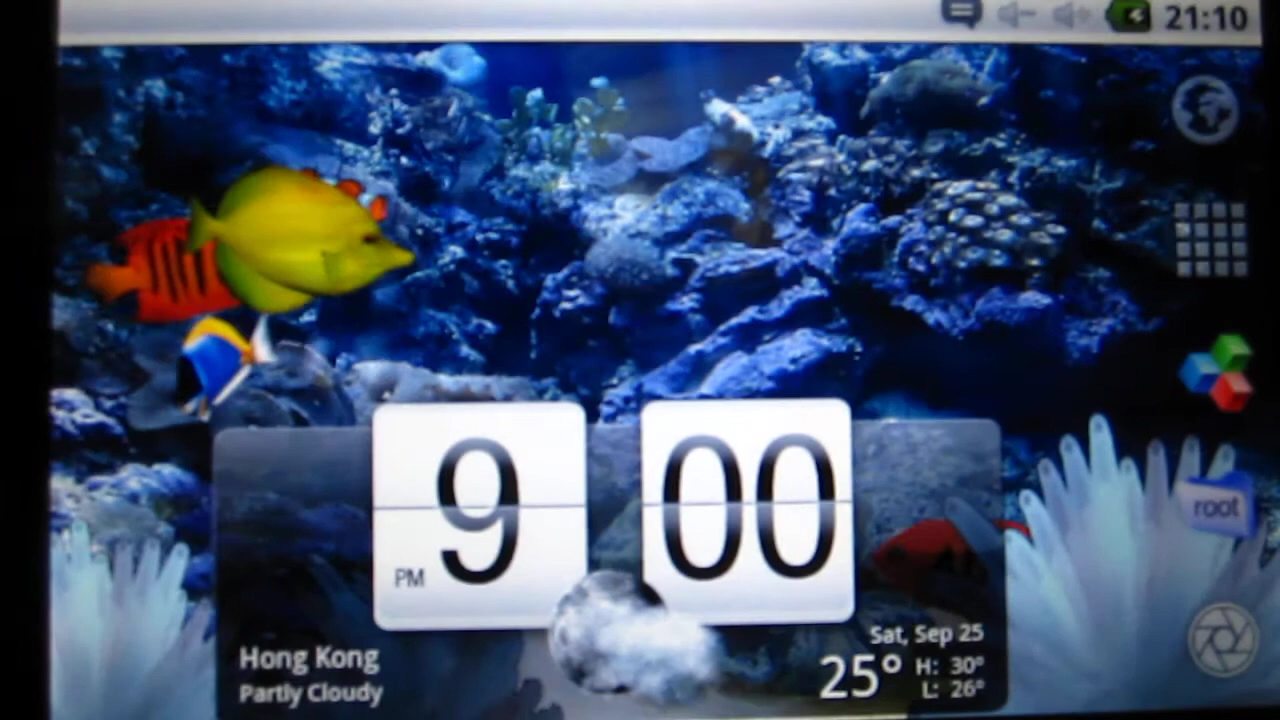 21:10
9 00
PM
root
Hong Kong
Partly Cloudy
Sat, Sep 25
25° H: 30°
L: 26°